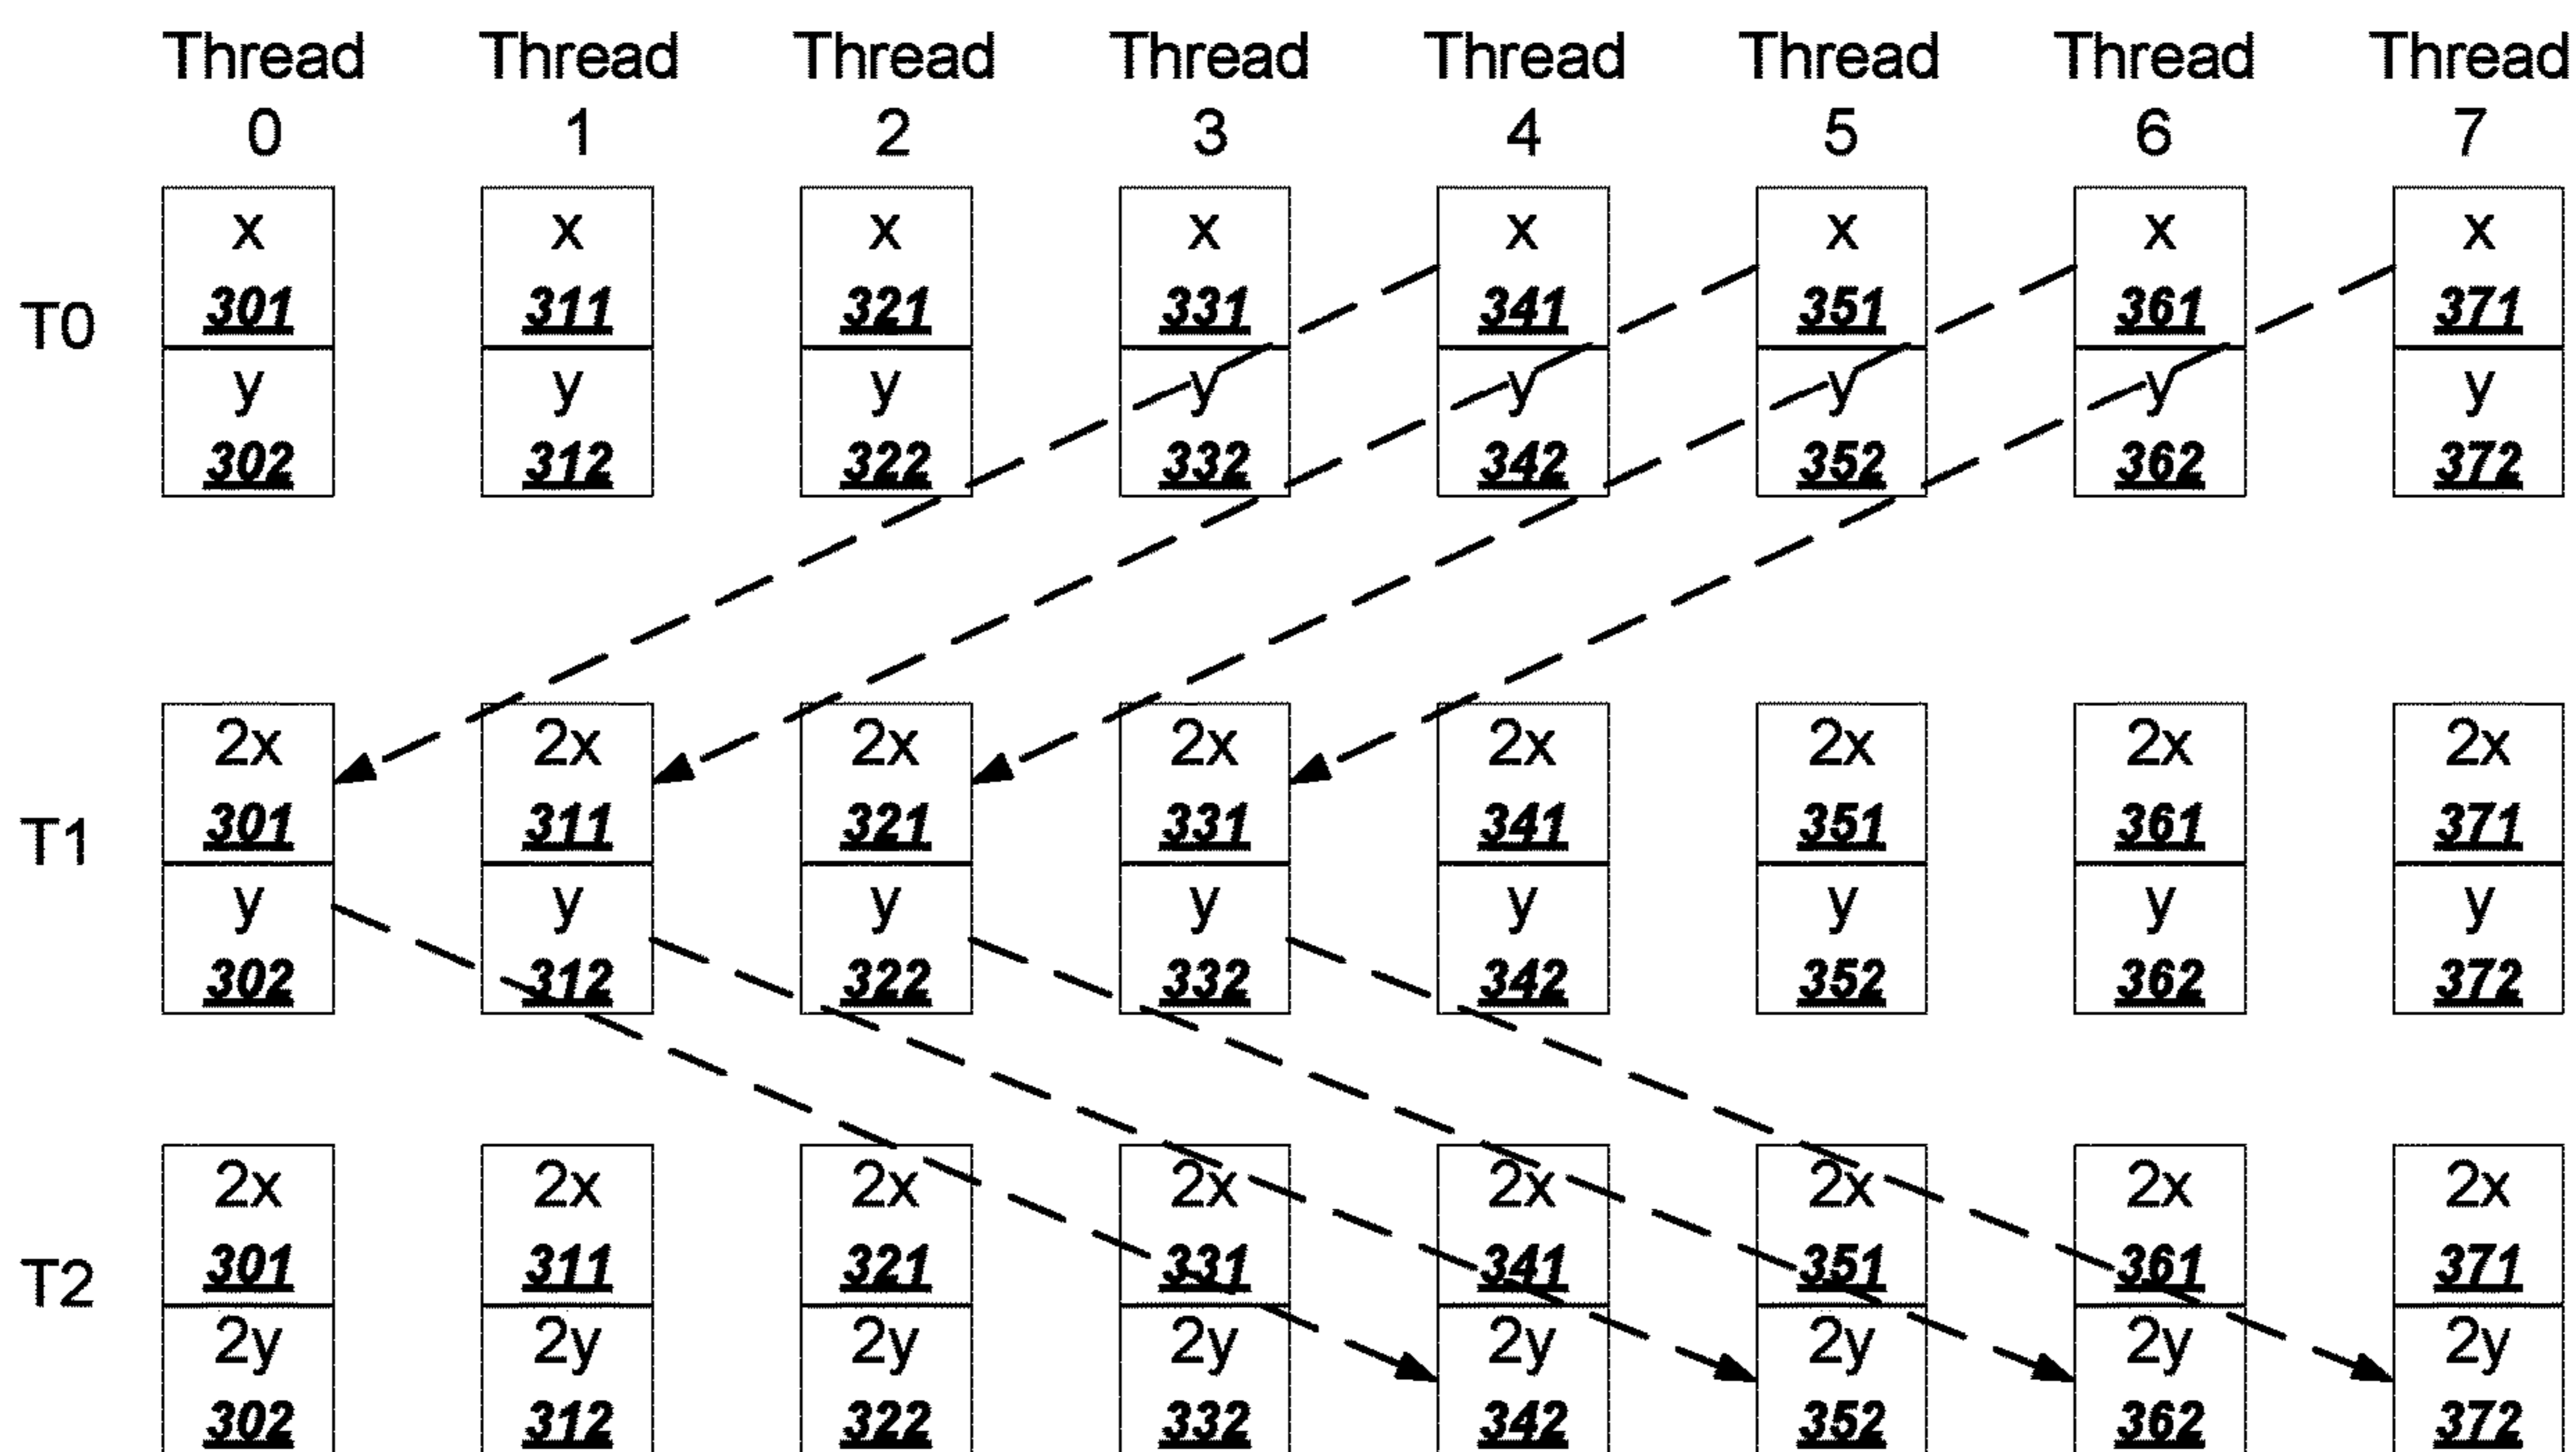 Thread Thread Thread Thread Thread Thread Thread Thread
0 1 2 3 4 5 6 7
x x x x x x x x
T0 301 311 321 331 341 351 361 371
y y y y y y y y
302 312 322 332 342 352 362 372
2x 2x 2x 2x 2x 2x 2x 2x
T1 301 311 321 331 341 351 361 371
y y y y y y y y
302 312 322 332 342 352 362 372
2x 2x 2x 2x 2x 2x 2x 2x
T2 301 311 321 331 341 351 361 371
2y 2y 2y 2y 2y 2y 2y 2y
302 312 322 332 342 352 362 372